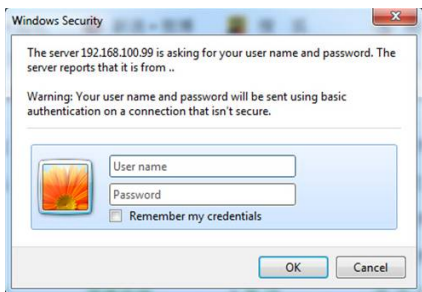 Windows Security
The server 192.168.100.99 is asking for your user name and password. The
server reports that it is from ..
Warning: Your user name and password will be sent using basic
authentication on a connection that isn't secure.
User name
Password
Remember my credentials
OK
Cancel